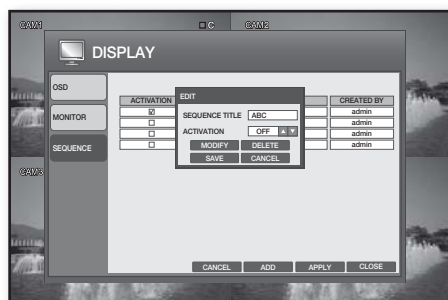 CAM1
C
CAM2
DISPLAY
OSD
MONITOR
SEQUENCE
ACTIVATION
CREATED BY
admin
admin
admin
admin
EDIT
SEQUENCE TITLE ABC
ACTIVATION OFF
MODIFY DELETE
SAVE CANCEL
CAM3
CANCEL ADD APPLY CLOSE